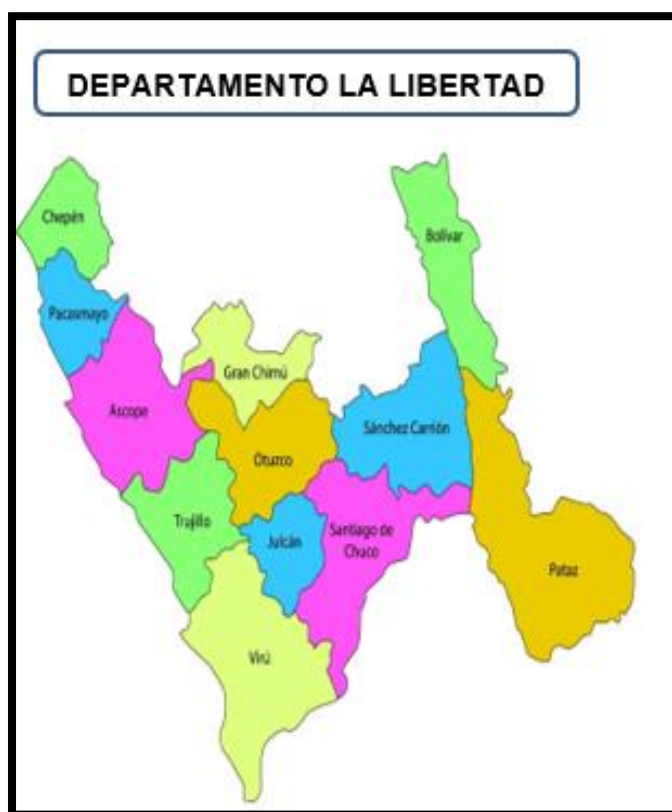 DEPARTAMENTO LA LIBERTAD
Chepén
Bolívar
Pacasmayo
Gran Chimú
Ascope
Sánchez Carrión
Otuzco
Trujillo
Julcán
Santiago de
Chuco
Pataz
Virú